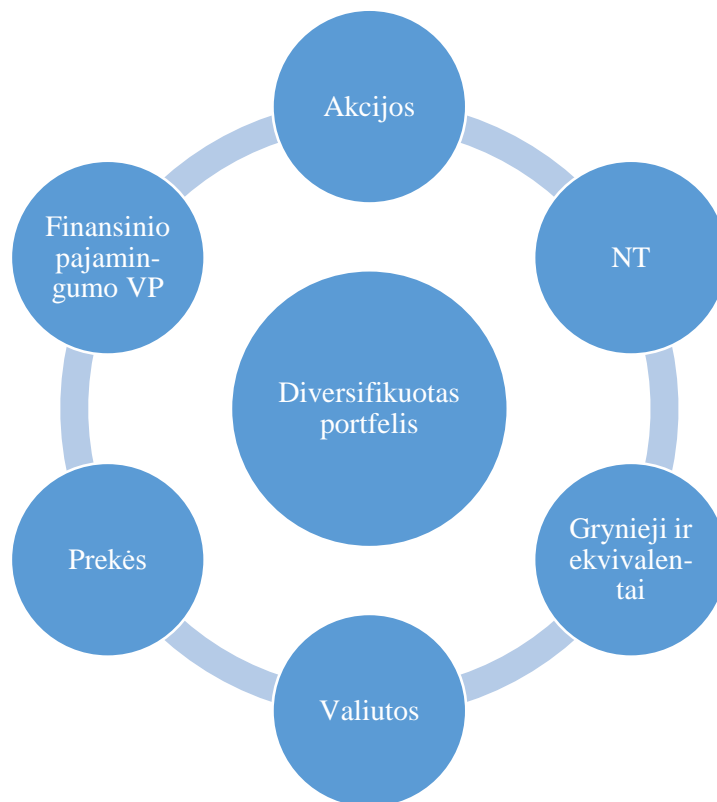 Akcijos
Finansinio
pajamin-
gumo VP
NT
Diversifikuotas
portfelis
Prekės
Grynieji ir
ekvivalen-
tai
Valiutos